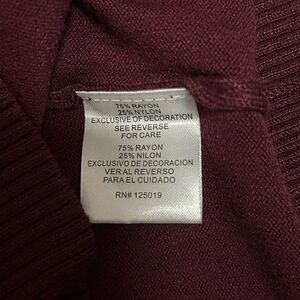 75% RAYON
25% NYLON
EXCLUSIVE OF DECORATION
SEE REVERSE
FOR CARE
75% RAYON
25% NILON
EXCLUSIVO DE DECORACION
VER AL REVERSO
PARA EL CUIDADO
RN# 125019